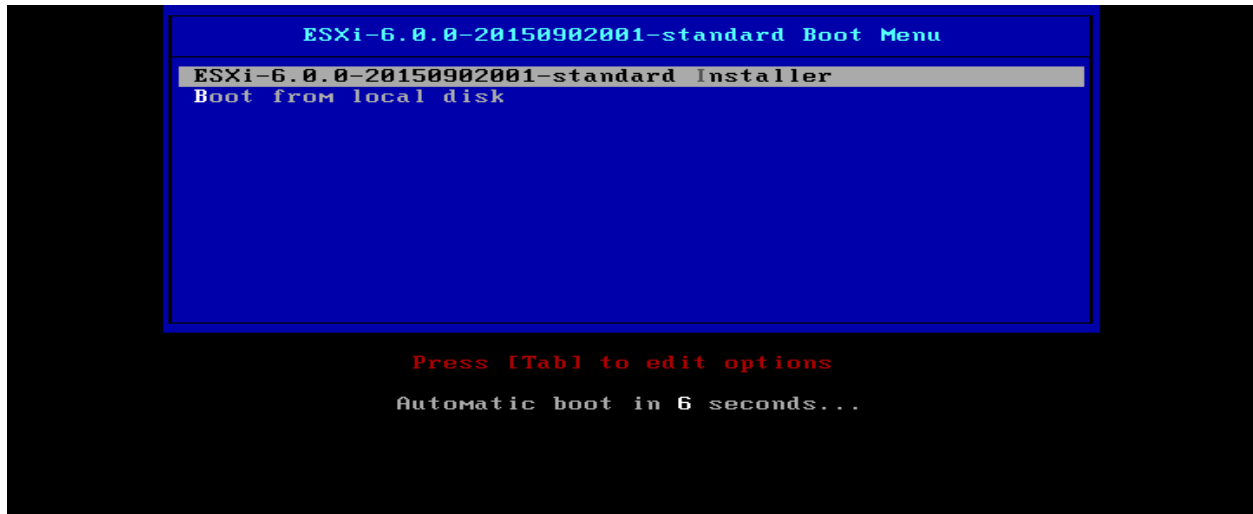 ESXi-6.0.0-20150902001-standard Boot Menu
ESXi-6.0.0-20150902001-standard Installer
Boot from local disk
Press [Tab] to edit options
Automatic boot in 6 seconds...